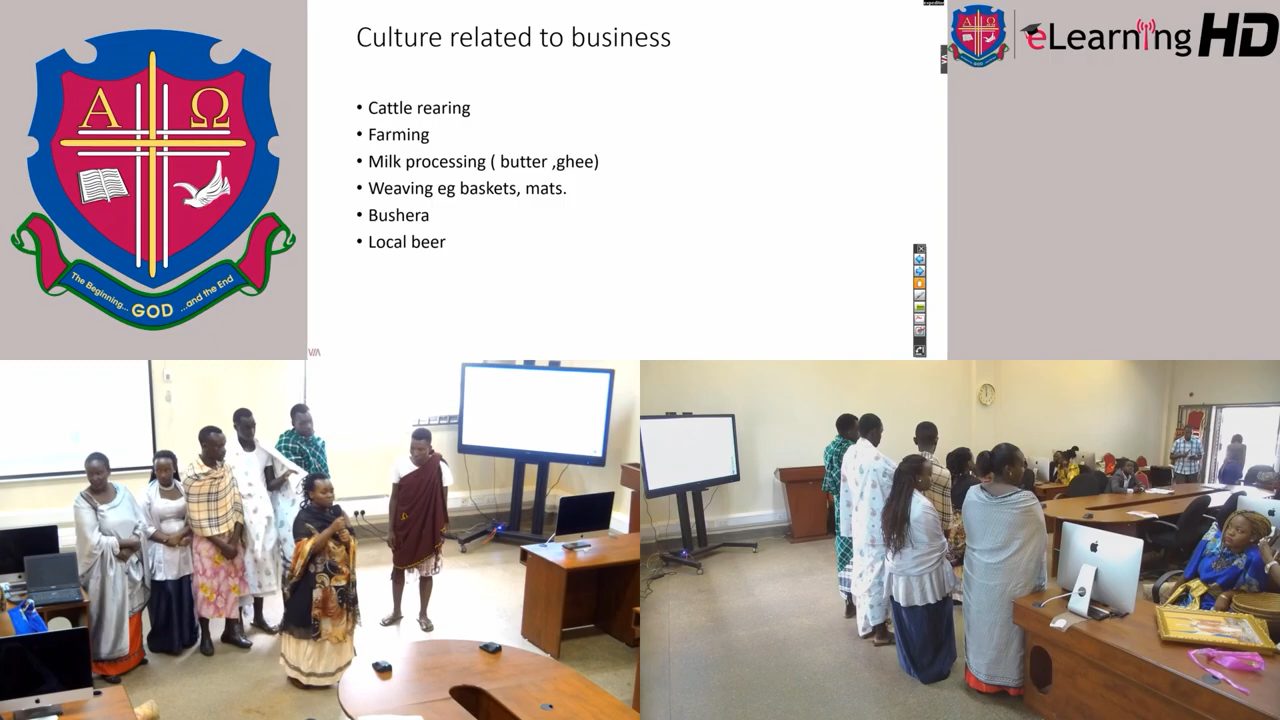 Α Ω
The Beginning... GOD ...and the End
Culture related to business
• Cattle rearing
• Farming
• Milk processing ( butter ,ghee)
• Weaving eg baskets, mats.
• Bushera
• Local beer
eLearning HD